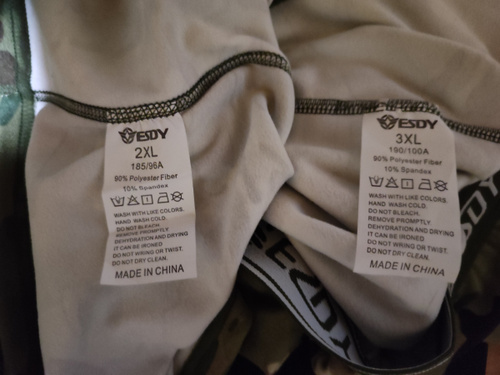 ESDY
2XL
185/96A
90% Polyester Fiber
10% Spandex
WASH WITH LIKE COLORS.
HAND. WASH COLD.
DO NOT BLEACH.
REMOVE PROMPTLY
DEHYDRATION AND DRYING
IT CAN BE IRONED
DO NOT WRING OR TWIST.
DO NOT DRY CLEAN.
MADE IN CHINA
ESDY
3XL
190/100A
90% Polyester Fiber
10% Spandex
WASH WITH LIKE COLORS.
HAND. WASH COLD.
DO NOT BLEACH.
REMOVE PROMPTLY
DEHYDRATION AND DRYING
IT CAN BE IRONED
DO NOT WRING OR TWIST.
DO NOT DRY CLEAN.
MADE IN CHINA